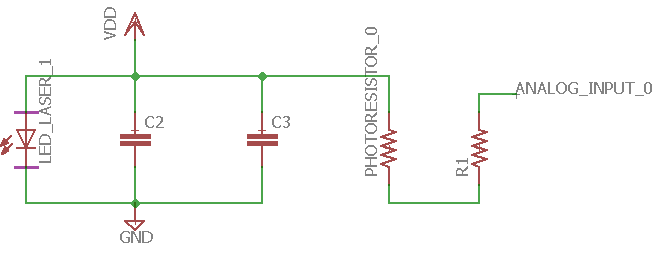 VDD
LED_LASER_1
C2
C3
PHOTORESISTOR_0
R1
ANALOG_INPUT_0
GND